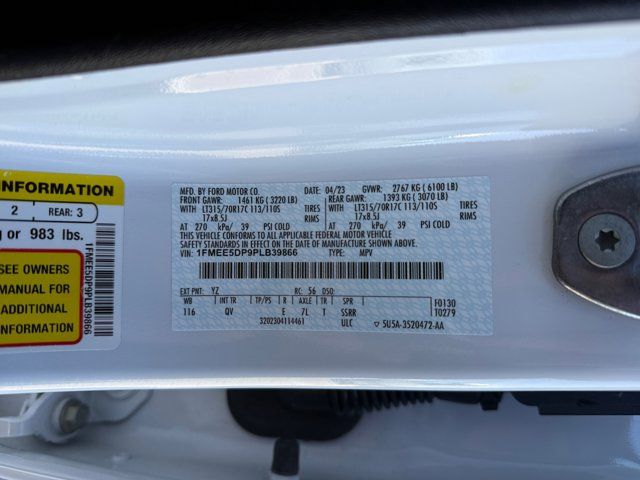 INFORMATION
2 REAR: 3
or 983 lbs.
SEE OWNERS
MANUAL FOR
ADDITIONAL
INFORMATION
1FMEE5DP9PLB39866
MFD. BY FORD MOTOR CO. 04/23 GVWR: 2767 KG ( 6100 LB)
FRONT GAWR: 1461 KG ( 3220 LB) REAR GAWR: 1393 KG ( 3070 LB)
WITH LT315/70R17C 113/110S TIRES WITH LT315/70R17C 113/110S TIRES
17x8.5J RIMS 17x8.5J RIMS
AT 270 kPa/ 39 PSI COLD AT 270 kPa/ 39 PSI COLD
THIS VEHICLE CONFORMS TO ALL APPLICABLE FEDERAL MOTOR VEHICLE
SAFETY STANDARDS IN EFFECT ON THE DATE OF MANUFACTURE SHOWN ABOVE.
VIN: 1FMEE5DP9PLB39866 TYPE: MPV
EXT PNT: YZ RC: 56 DSO:
WB INT TR TP/PS R AXLE TR SPR F0130
116 QV E 7L T SSRR T0279
3202304114461 ULC ▽ 5U5A-3520472-AA